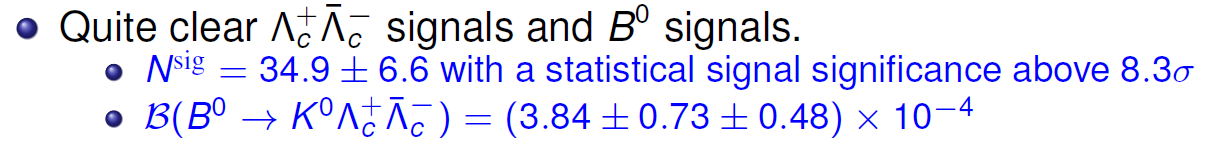 Quite clear Λ_c^+ Λ̄_c^- signals and B^0 signals.
N^sig = 34.9 ± 6.6 with a statistical signal significance above 8.3σ
ℬ(B^0 → K^0 Λ_c^+ Λ̄_c^-) = (3.84 ± 0.73 ± 0.48) × 10^−4